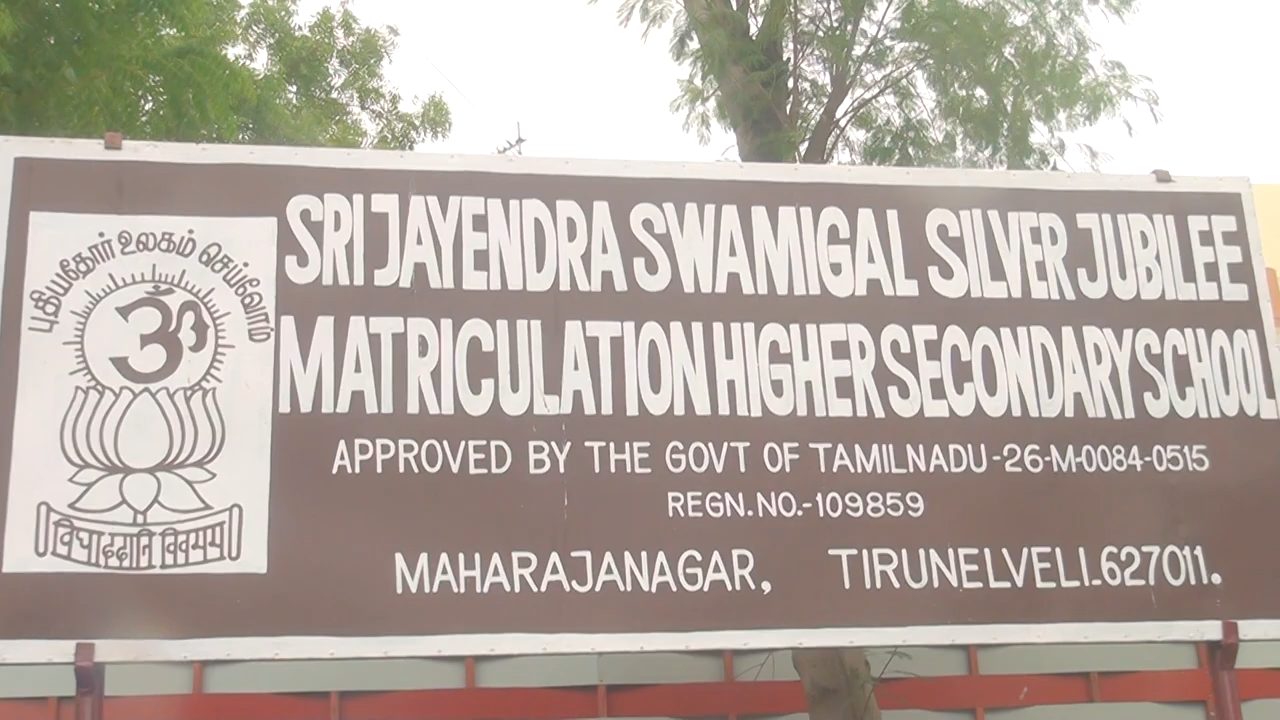 புதியதோர் உலகம் செய்வோம்
SRI JAYENDRA SWAMIGAL SILVER JUBILEE
MATRICULATION HIGHER SECONDARY SCHOOL
APPROVED BY THE GOVT OF TAMILNADU-26-M-0084-0515
REGN.NO.-109859
विद्या ददाति
MAHARAJANAGAR, TIRUNELVELI-627011.